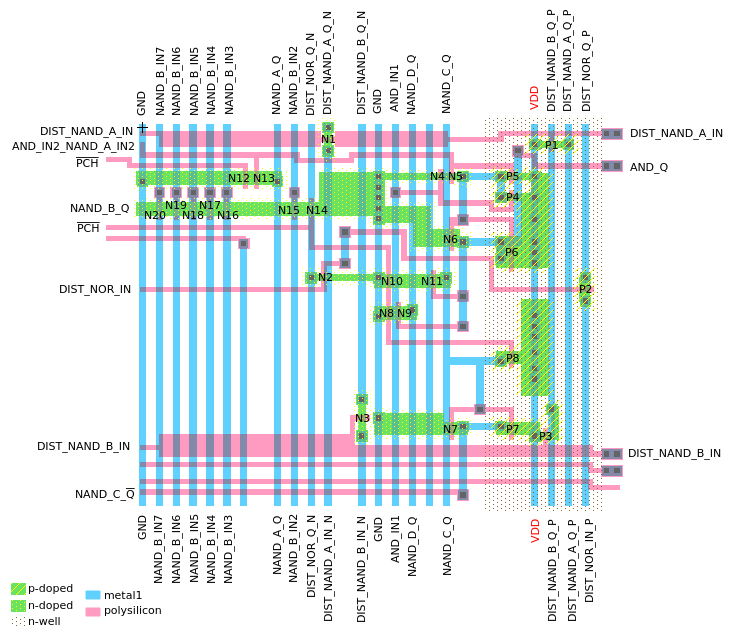 GND
NAND_B_IN7
NAND_B_IN6
NAND_B_IN5
NAND_B_IN4
NAND_B_IN3
NAND_A_Q
NAND_B_IN2
DIST_NOR_Q_N
DIST_NAND_A_Q_N
DIST_NAND_B_Q_N
GND
AND_IN1
NAND_D_Q
NAND_C_Q
VDD
DIST_NAND_B_Q_P
DIST_NAND_A_Q_P
DIST_NOR_Q_P
DIST_NAND_A_IN
N1
P1
DIST_NAND_A_IN
AND_IN2_NAND_A_IN2
PCH
AND_Q
N12 N13
N4 N5
P5
P4
NAND_B_Q
N20
N19
N18
N17
N16
N15
N14
PCH
N6
P6
DIST_NOR_IN
N2
N10
N11
P2
N8 N9
P8
N3
N7
P7
P3
DIST_NAND_B_IN
DIST_NAND_B_IN
NAND_C_Q
GND
NAND_B_IN7
NAND_B_IN6
NAND_B_IN5
NAND_B_IN4
NAND_B_IN3
NAND_A_Q
NAND_B_IN2
DIST_NOR_Q_N
DIST_NAND_A_IN_N
DIST_NAND_B_IN_N
GND
AND_IN1
NAND_D_Q
NAND_C_Q
VDD
DIST_NAND_B_Q_P
DIST_NAND_A_Q_P
DIST_NOR_IN_P
p-doped
n-doped
n-well
metal1
polysilicon